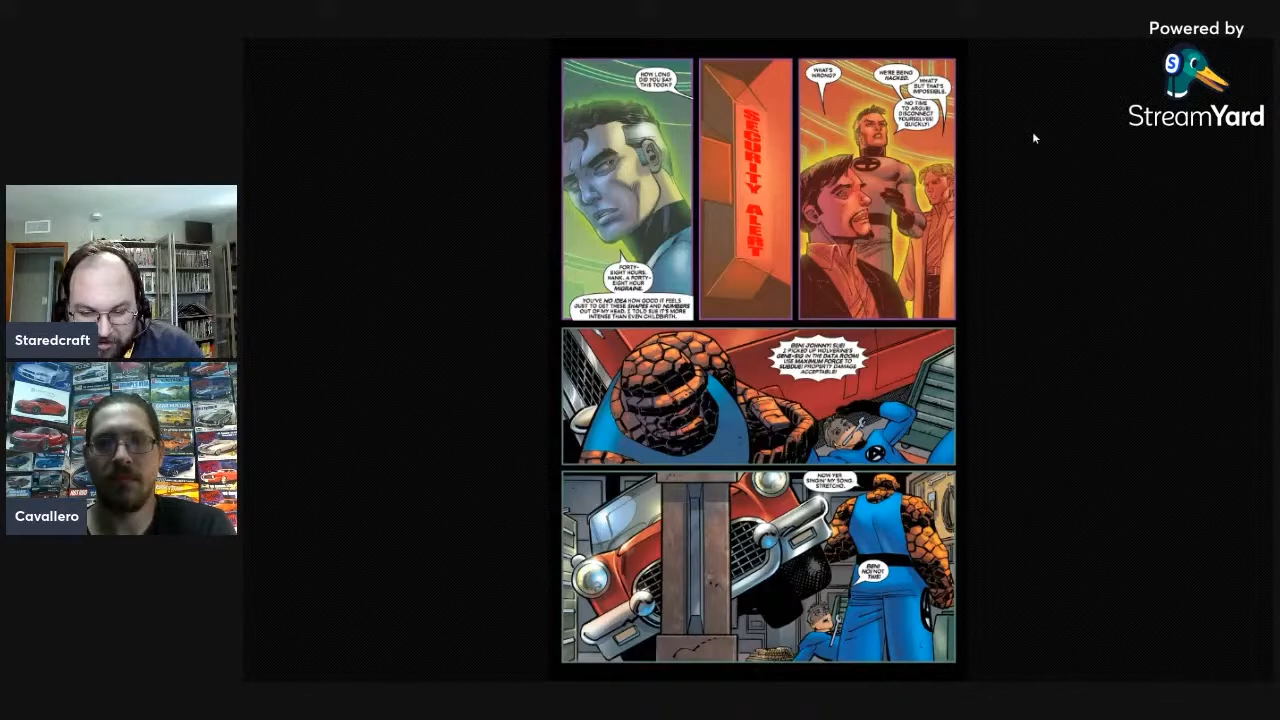 Powered by
S
StreamYard
Staredcraft
Cavallero
HOW LONG
DID YOU SAY
THIS TOOK?
FORTY-
EIGHT HOURS,
HANK. A FORTY-
EIGHT HOUR
MIGRAINE.
YOU'VE NO IDEA HOW GOOD IT FEELS
JUST TO GET THESE SHAPES AND NUMBERS
OUT OF MY HEAD. I TOLD SUE IT'S MORE
INTENSE THAN EVEN CHILDBIRTH.
SECURITY ALERT
WHAT'S
WRONG?
WE'RE BEING
HACKED.
WHAT?
BUT THAT'S
IMPOSSIBLE.
NO TIME
TO ARGUE!
DISCONNECT
YOURSELVES!
QUICKLY!
BEN! JOHNNY! SUE!
I PICKED UP WOLVERINE'S
GENE-SIG IN THE DATA ROOM!
USE MAXIMUM FORCE TO
SUBDUE! PROPERTY DAMAGE
ACCEPTABLE!
NOW YER
SINGIN' MY SONG,
STRETCHO.
BEN!
NO! NOT
THIS!